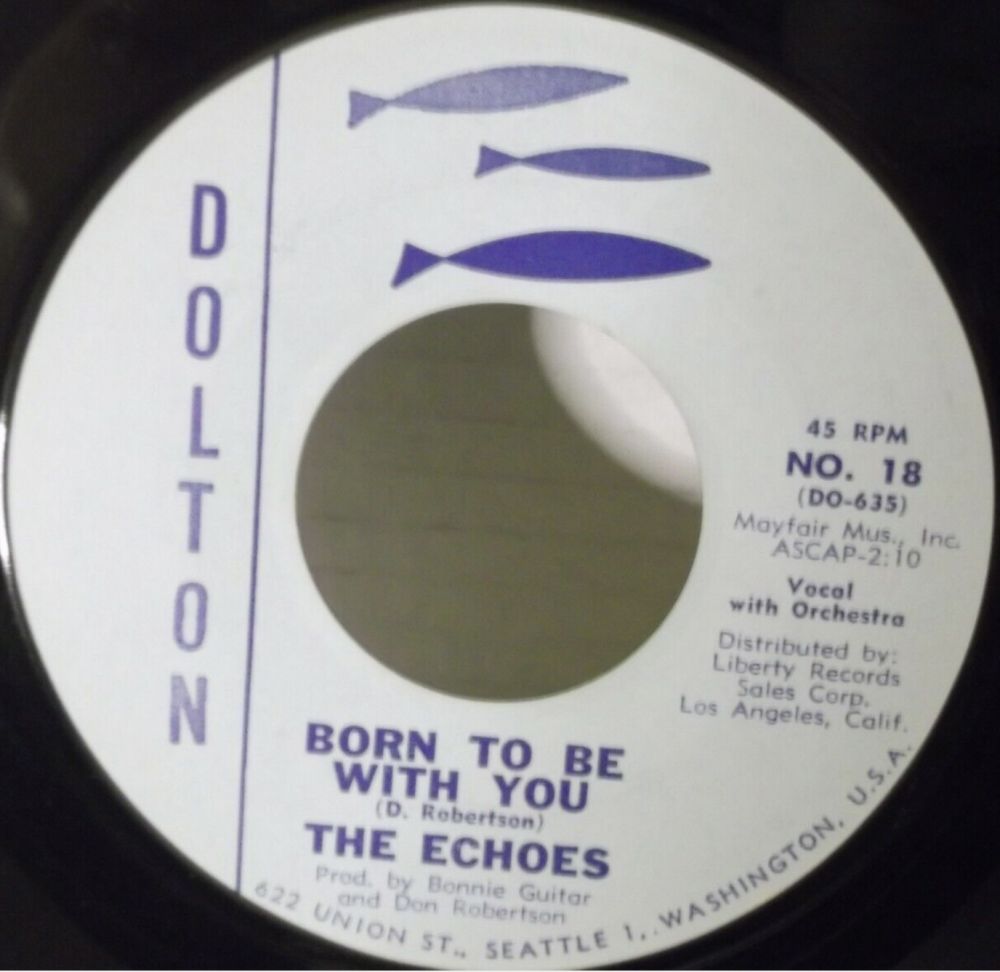 DOLTON
45 RPM
NO. 18
(DO-635)
Mayfair Mus., Inc.
ASCAP-2:10
Vocal
with Orchestra
Distributed by:
Liberty Records
Sales Corp.
Los Angeles, Calif.
BORN TO BE
WITH YOU
(D. Robertson)
THE ECHOES
Prod. by Bonnie Guitar
and Don Robertson
622 UNION ST., SEATTLE 1,. WASHINGTON, U.S.A.